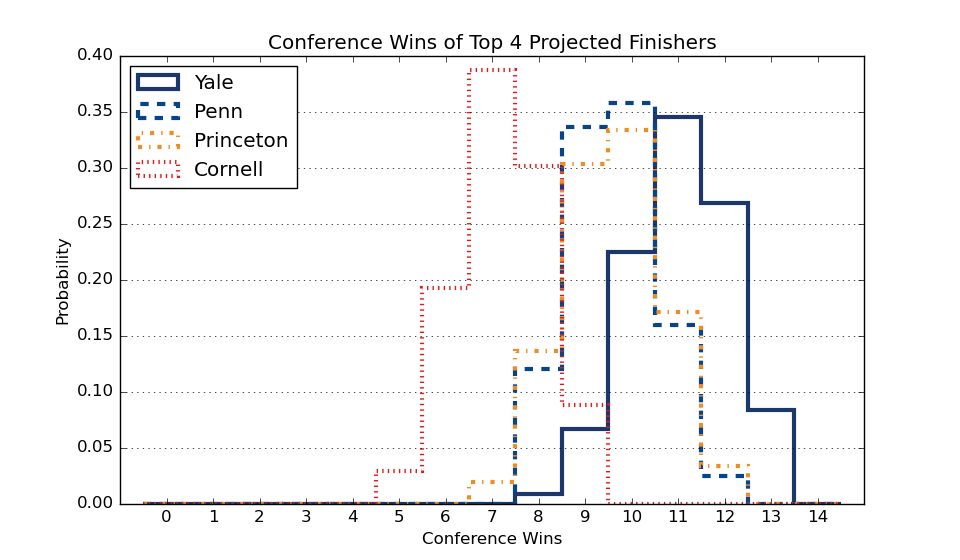 Conference Wins of Top 4 Projected Finishers
0.40
0.35
0.30
0.25
0.20
0.15
0.10
0.05
0.00
Probability
Yale
Penn
Princeton
Cornell
0 1 2 3 4 5 6 7 8 9 10 11 12 13 14
Conference Wins